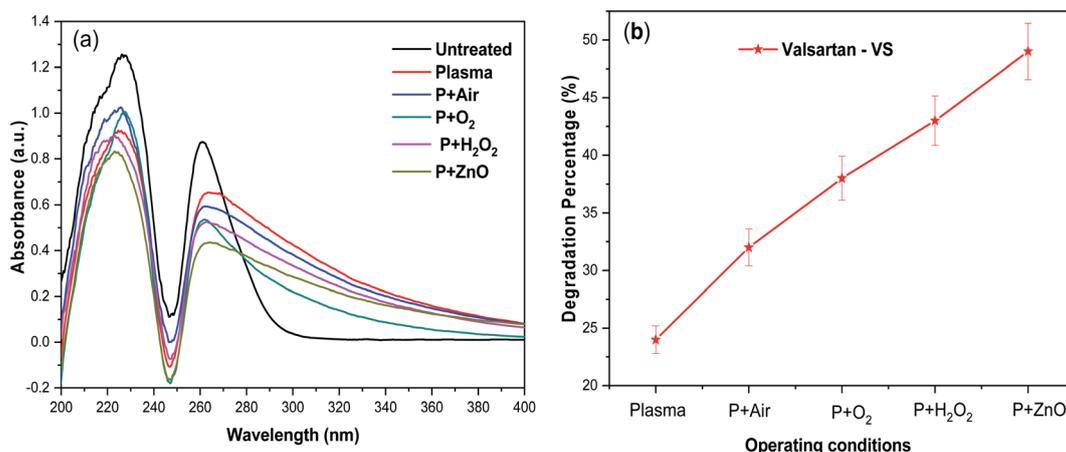 (a)
Untreated
Plasma
P+Air
P+O₂
P+H₂O₂
P+ZnO
Absorbance (a.u.)
1.4
1.2
1.0
0.8
0.6
0.4
0.2
0.0
-0.2
200 220 240 260 280 300 320 340 360 380 400
Wavelength (nm)
(b)
Valsartan - VS
Degradation Percentage (%)
50
45
40
35
30
25
20
Plasma P+Air P+O₂ P+H₂O₂ P+ZnO
Operating conditions